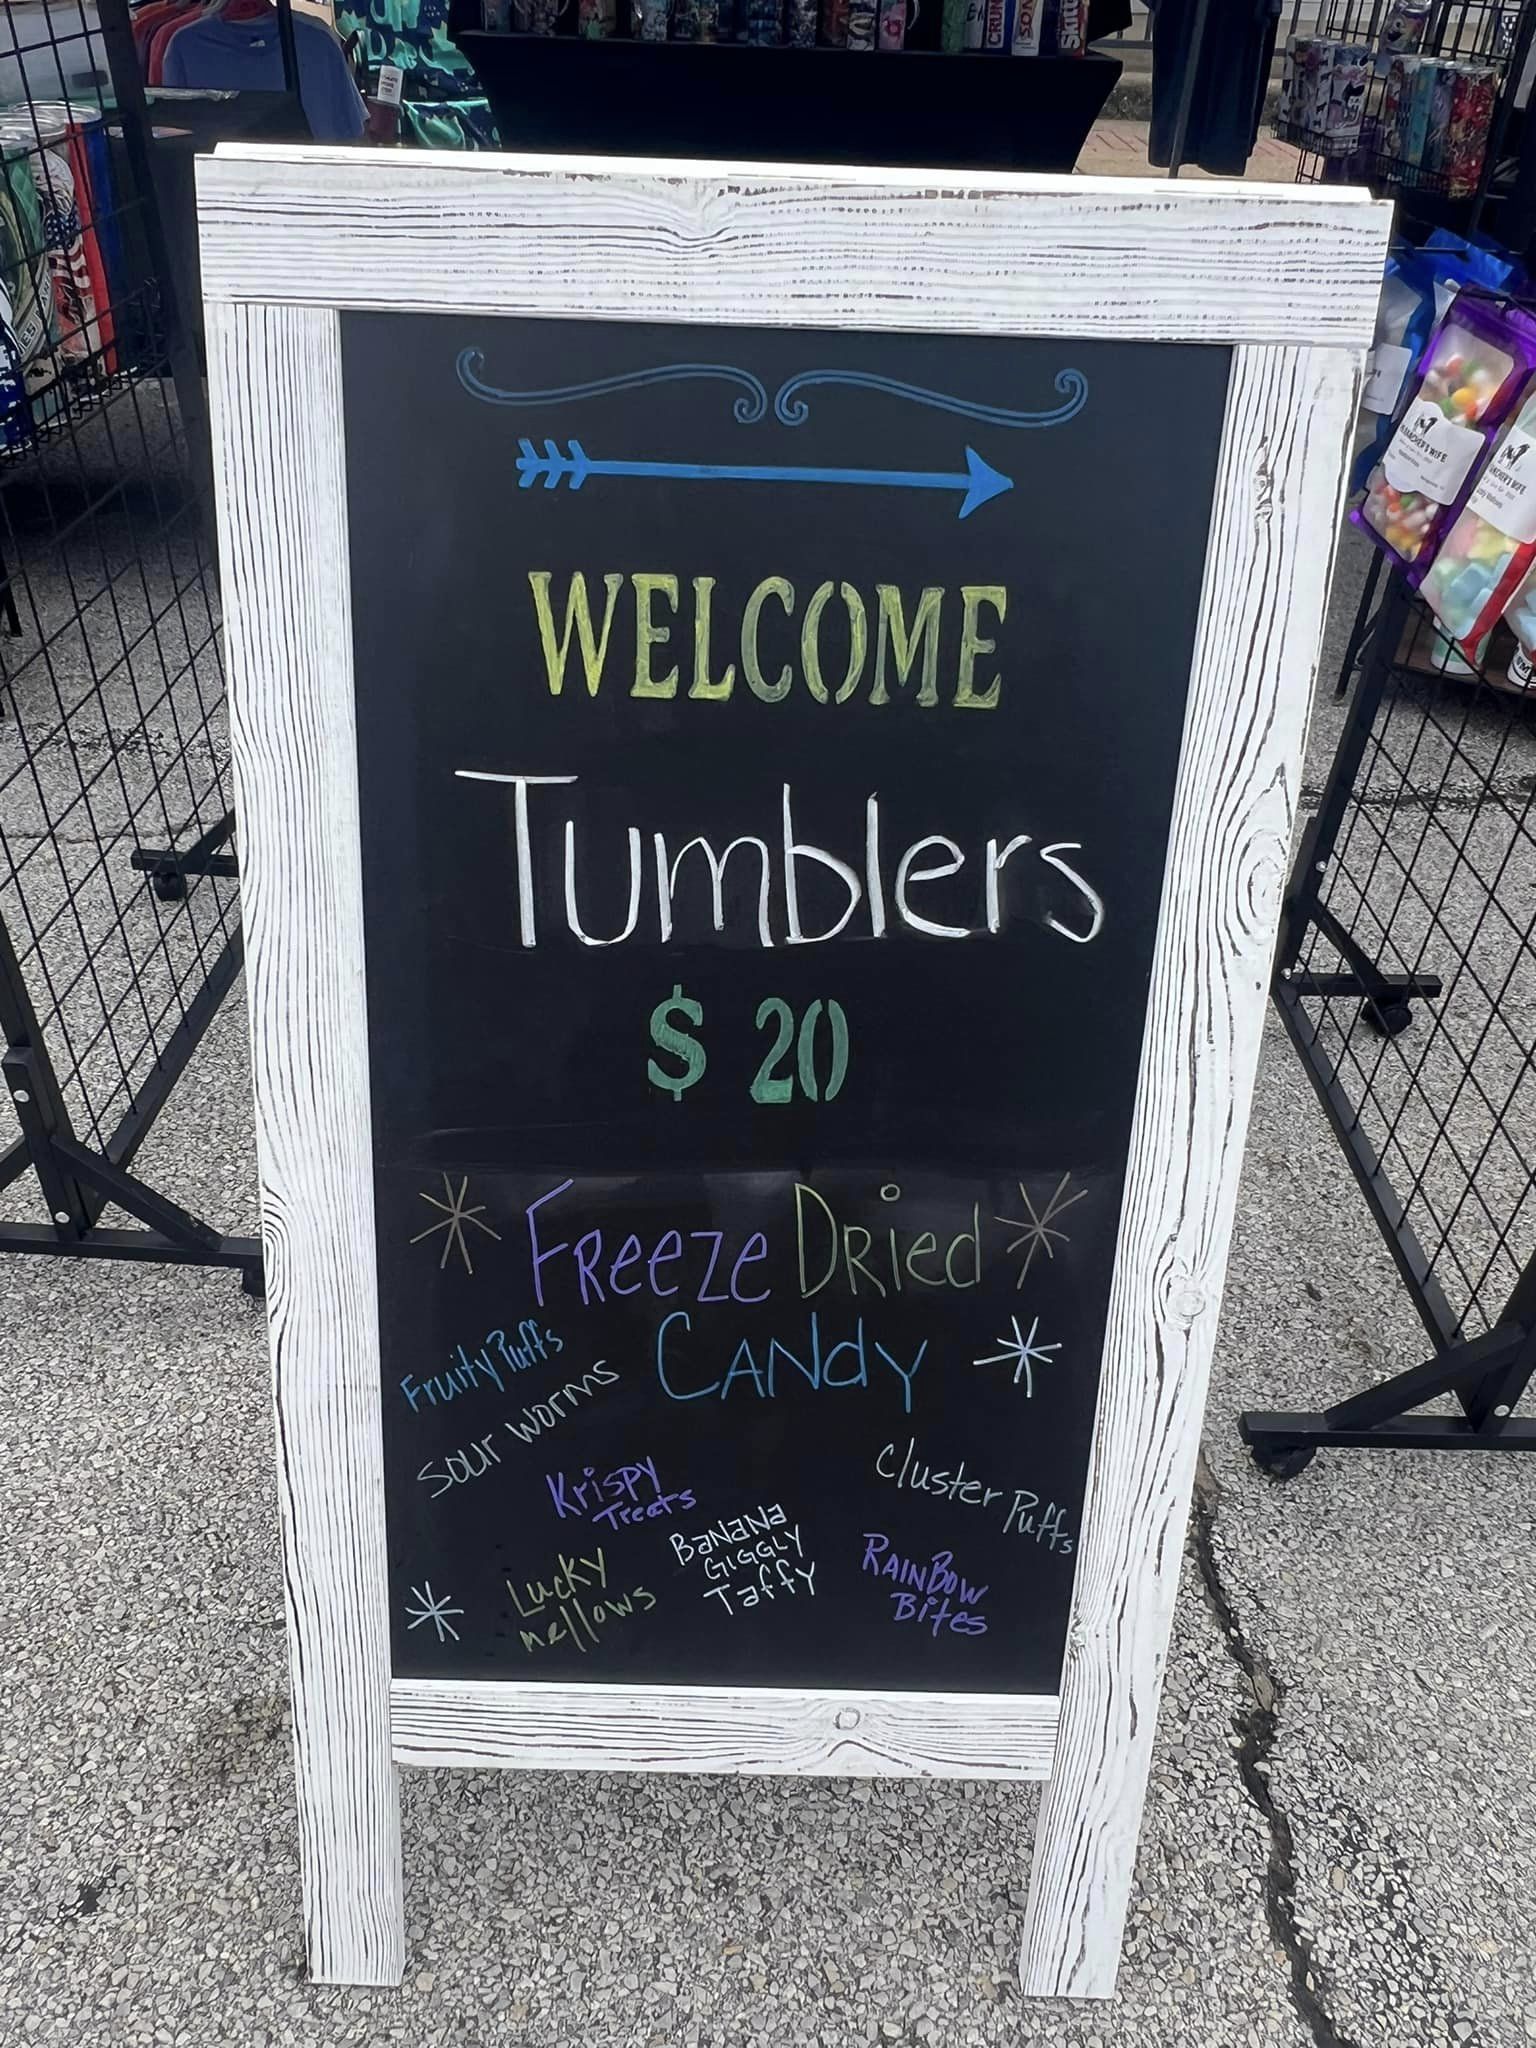 CRUN
WELCOME
Tumblers
$ 20
Freeze Dried
Candy
Fruity Puffs
Sour Worms
Krispy
Treats
Cluster Puffs
Banana
Giggly
Taffy
Rainbow
Bites
Lucky
Mellows